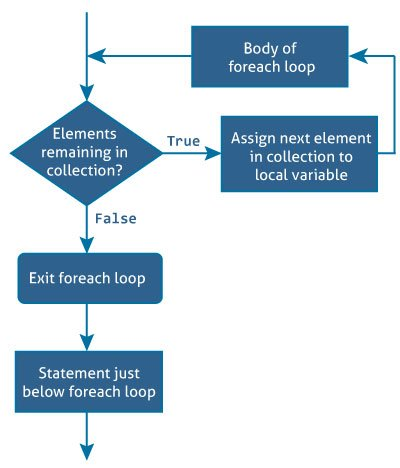 Body of
foreach loop
Elements
remaining in
collection?
True
Assign next element
in collection to
local variable
False
Exit foreach loop
Statement just
below foreach loop